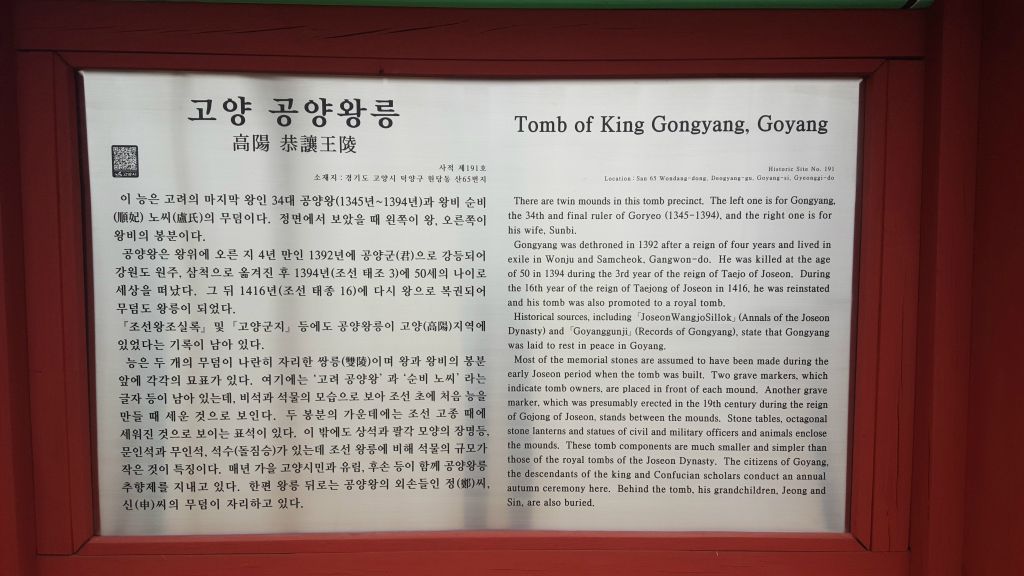 고양 공양왕릉
高陽 恭讓王陵
사적 제191호
소재지 : 경기도 고양시 덕양구 원당동 산65번지
이 능은 고려의 마지막 왕인 34대 공양왕(1345년~1394년)과 왕비 순비
(順妃) 노씨(盧氏)의 무덤이다. 정면에서 보았을 때 왼쪽이 왕, 오른쪽이
왕비의 봉분이다.
공양왕은 왕위에 오른 지 4년 만인 1392년에 공양군(君)으로 강등되어
강원도 원주, 삼척으로 옮겨진 후 1394년(조선 태조 3)에 50세의 나이로
세상을 떠났다. 그 뒤 1416년(조선 태종 16)에 다시 왕으로 복권되어
무덤도 왕릉이 되었다.
「조선왕조실록」 및 「고양군지」 등에도 공양왕릉이 고양(高陽)지역에
있었다는 기록이 남아 있다.
능은 두 개의 무덤이 나란히 자리한 쌍릉(雙陵)이며 왕과 왕비의 봉분
앞에 각각의 묘표가 있다. 여기에는 ‘고려 공양왕’ 과 ‘순비 노씨’ 라는
글자 등이 남아 있는데, 비석과 석물의 모습으로 보아 조선 초에 처음 능을
만들 때 세운 것으로 보인다. 두 봉분의 가운데에는 조선 고종 때에
세워진 것으로 보이는 표석이 있다. 이 밖에도 상석과 팔각 모양의 장명등,
문인석과 무인석, 석수(돌짐승)가 있는데 조선 왕릉에 비해 석물의 규모가
작은 것이 특징이다. 매년 가을 고양시민과 유림, 후손 등이 함께 공양왕릉
추향제를 지내고 있다. 한편 왕릉 뒤로는 공양왕의 외손들인 정(鄭)씨,
신(申)씨의 무덤이 자리하고 있다.
Tomb of King Gongyang, Goyang
Historic Site No. 191
Location : San 65 Wondang-dong, Deogyang-gu, Goyang-si, Gyeonggi-do
There are twin mounds in this tomb precinct. The left one is for Gongyang,
the 34th and final ruler of Goryeo (1345-1394), and the right one is for
his wife, Sunbi.
Gongyang was dethroned in 1392 after a reign of four years and lived in
exile in Wonju and Samcheok, Gangwon-do. He was killed at the age
of 50 in 1394 during the 3rd year of the reign of Taejo of Joseon. During
the 16th year of the reign of Taejong of Joseon in 1416, he was reinstated
and his tomb was also promoted to a royal tomb.
Historical sources, including 「JoseonWangjoSillok」 (Annals of the Joseon
Dynasty) and 「Goyanggunji」 (Records of Gongyang), state that Gongyang
was laid to rest in peace in Goyang.
Most of the memorial stones are assumed to have been made during the
early Joseon period when the tomb was built. Two grave markers, which
indicate tomb owners, are placed in front of each mound. Another grave
marker, which was presumably erected in the 19th century during the reign
of Gojong of Joseon, stands between the mounds. Stone tables, octagonal
stone lanterns and statues of civil and military officers and animals enclose
the mounds. These tomb components are much smaller and simpler than
those of the royal tombs of the Joseon Dynasty. The citizens of Goyang,
the descendants of the king and Confucian scholars conduct an annual
autumn ceremony here. Behind the tomb, his grandchildren, Jeong and
Sin, are also buried.